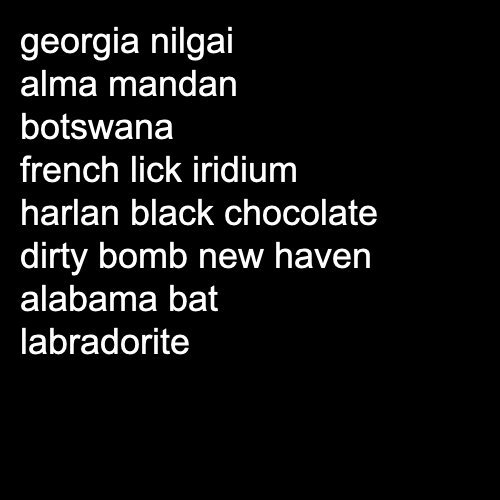 georgia nilgai
alma mandan
botswana
french lick iridium
harlan black chocolate
dirty bomb new haven
alabama bat
labradorite